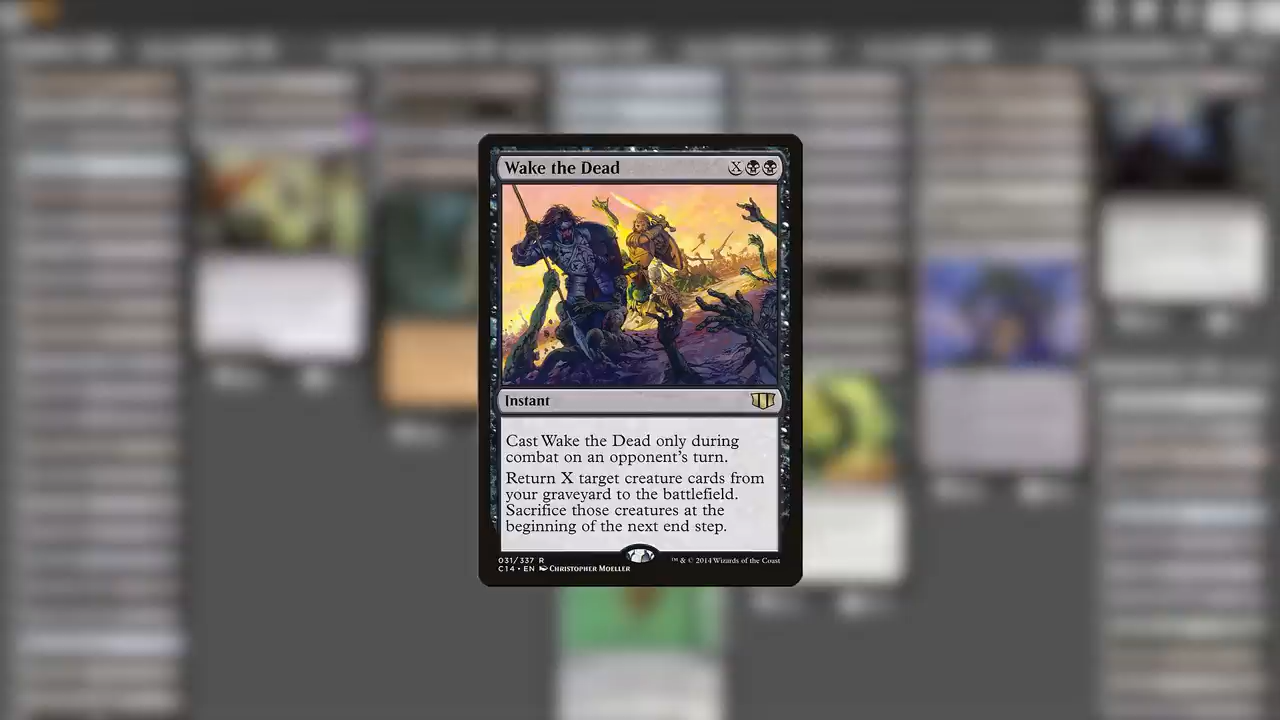 Wake the Dead X
Instant
Cast Wake the Dead only during
combat on an opponent's turn.
Return X target creature cards from
your graveyard to the battlefield.
Sacrifice those creatures at the
beginning of the next end step.
031/337 R
C14 • EN Christopher Moeller
™ & © 2014 Wizards of the Coast